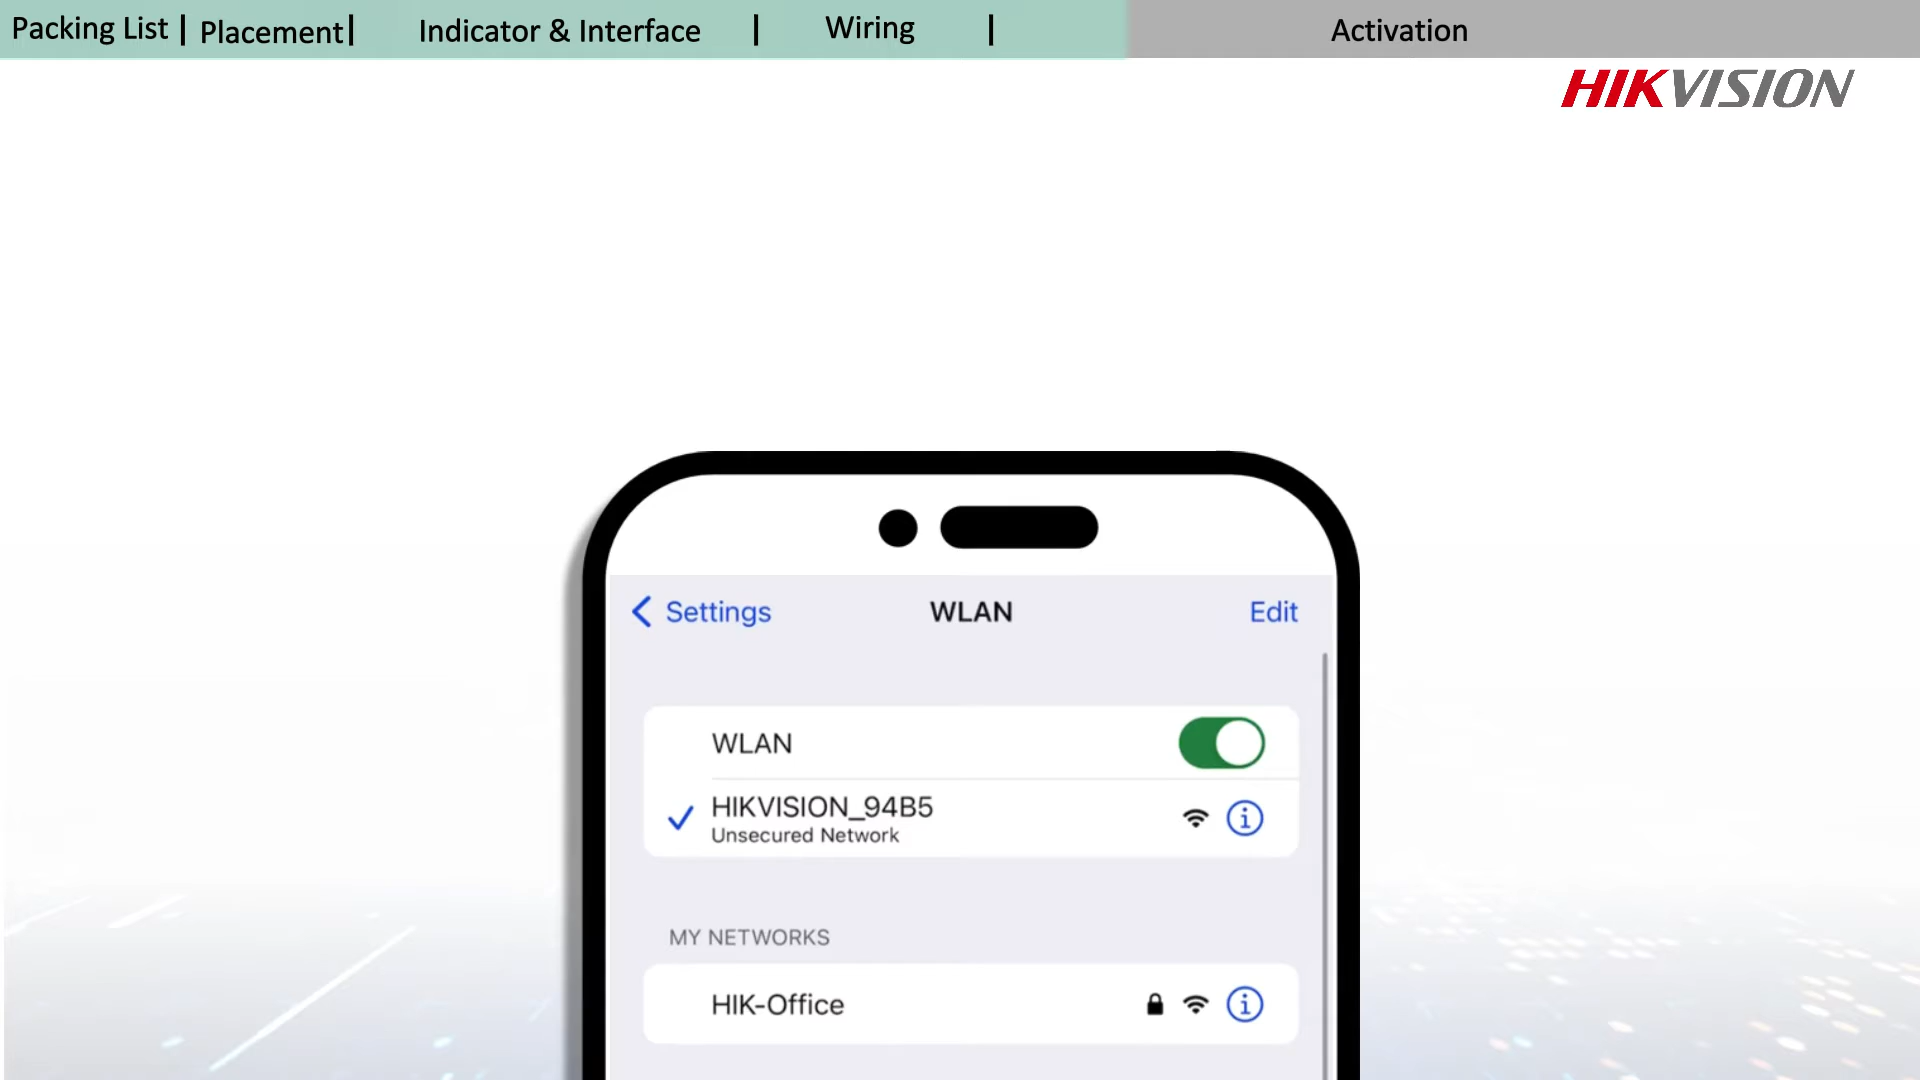 Packing List | Placement | Indicator & Interface | Wiring | Activation
HIKVISION
Settings WLAN Edit
WLAN
HIKVISION_94B5
Unsecured Network
MY NETWORKS
HIK-Office